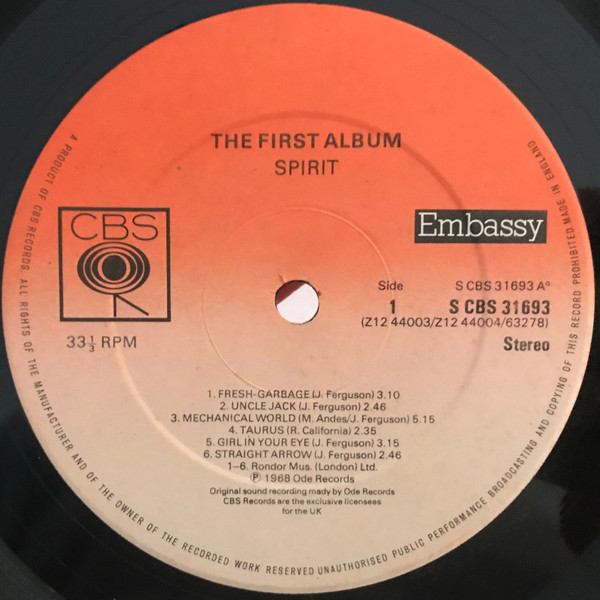 THE FIRST ALBUM
SPIRIT
CBS
Embassy
33⅓ RPM
Side
1
S CBS 31693 Aº
S CBS 31693
(Z12 44003/Z12 44004/63278)
Stereo
1. FRESH-GARBAGE (J. Ferguson) 3.10
2. UNCLE JACK (J. Ferguson) 2.46
3. MECHANICAL WORLD (M. Andes/J. Ferguson) 5.15
4. TAURUS (R. California) 2.35
5. GIRL IN YOUR EYE (J. Ferguson) 3.15
6. STRAIGHT ARROW (J. Ferguson) 2.46
1–6. Rondor Mus. (London) Ltd.
℗ 1968 Ode Records
Original sound recording mady by Ode Records
CBS Records are the exclusive licensees
for the UK
A PRODUCT OF CBS RECORDS. ALL RIGHTS OF THE MANUFACTURER AND OF THE OWNER OF THE RECORDED WORK RESERVED UNAUTHORISED PUBLIC PERFORMANCE BROADCASTING AND COPYING OF THIS RECORD PROHIBITED MADE IN ENGLAND